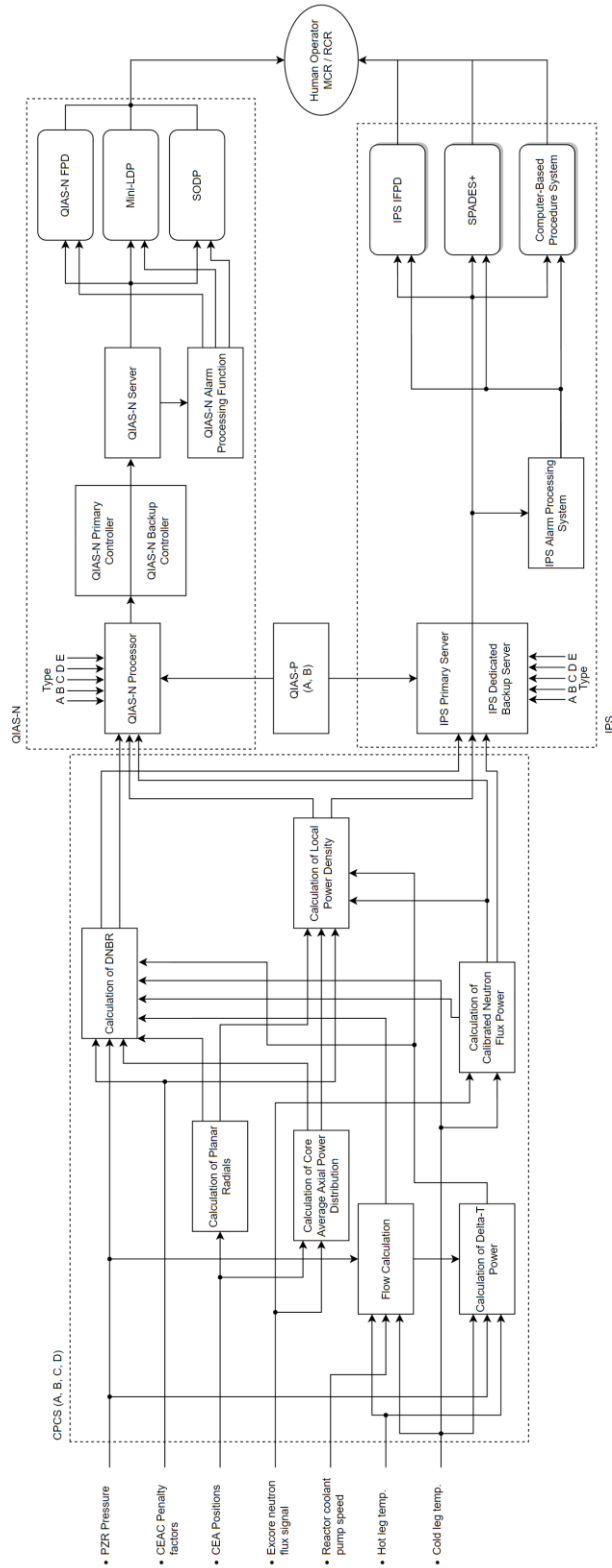 CPCS (A, B, C, D)
• PZR Pressure
• CEAC Penalty
factors
• CEA Positions
• Excore neutron
flux signal
• Reactor coolant
pump speed
• Hot leg temp.
• Cold leg temp.
Calculation of DNBR
Calculation of Planar
Radials
Calculation of Core
Average Axial Power
Distribution
Flow Calculation
Calculation of Delta-T
Power
Calculation of Local
Power Density
Calculation of
Calibrated Neutron
Flux Power
QIAS-N
Type
A B C D E
QIAS-N Processor
QIAS-N Primary
Controller
QIAS-N Backup
Controller
QIAS-N Server
QIAS-N Alarm
Processing Function
QIAS-N FPD
Mini-LDP
SODP
QIAS-P
(A, B)
Human Operator
MCR / RCR
IPS Primary Server
IPS Dedicated
Backup Server
A B C D E
Type
IPS Alarm Processing
System
IPS IFPD
SPADES+
Computer-Based
Procedure System
IPS